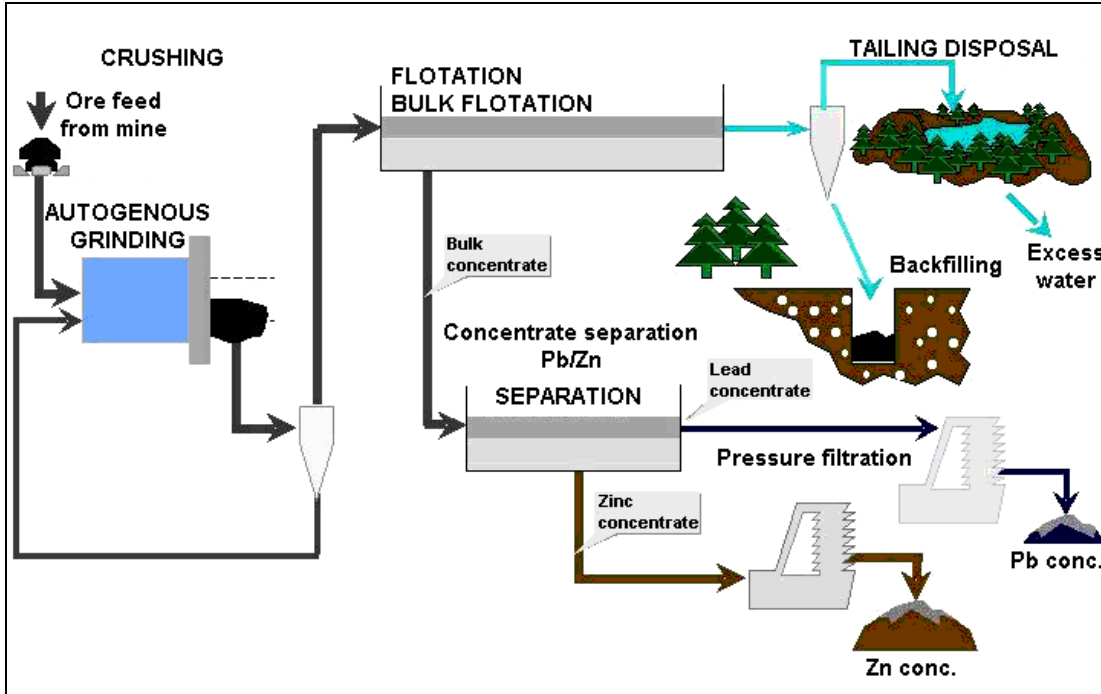 CRUSHING
Ore feed
from mine
AUTOGENOUS
GRINDING
FLOTATION
BULK FLOTATION
TAILING DISPOSAL
Excess
water
Backfilling
Bulk
concentrate
Concentrate separation
Pb/Zn
SEPARATION
Lead
concentrate
Pressure filtration
Zinc
concentrate
Pb conc.
Zn conc.